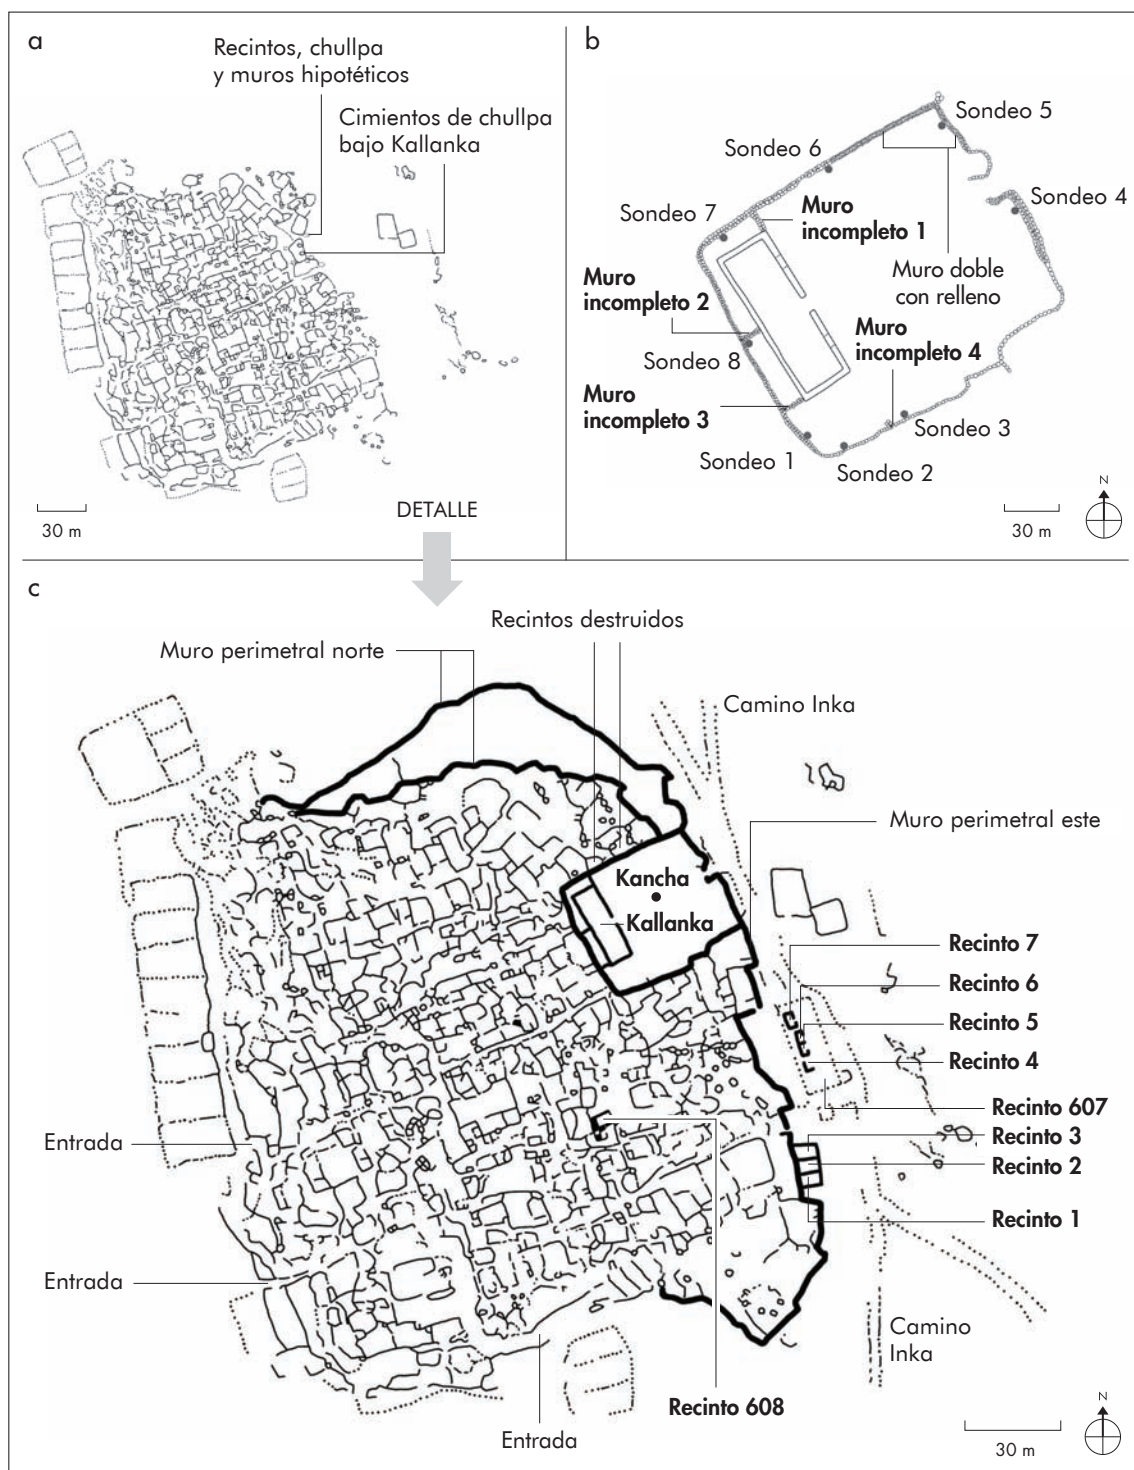 a
Recintos, chullpa
y muros hipotéticos
Cimientos de chullpa
bajo Kallanka
30 m
DETALLE
b
Sondeo 5
Sondeo 6
Sondeo 4
Sondeo 7
Muro
incompleto 1
Muro doble
con relleno
Muro
incompleto 2
Muro
incompleto 4
Sondeo 8
Muro
incompleto 3
Sondeo 3
Sondeo 1
Sondeo 2
N
30 m
c
Recintos destruidos
Muro perimetral norte
Camino Inka
Muro perimetral este
Kancha
Kallanka
Recinto 7
Recinto 6
Recinto 5
Recinto 4
Recinto 607
Recinto 3
Recinto 2
Recinto 1
Entrada
Entrada
Camino
Inka
Recinto 608
Entrada
N
30 m